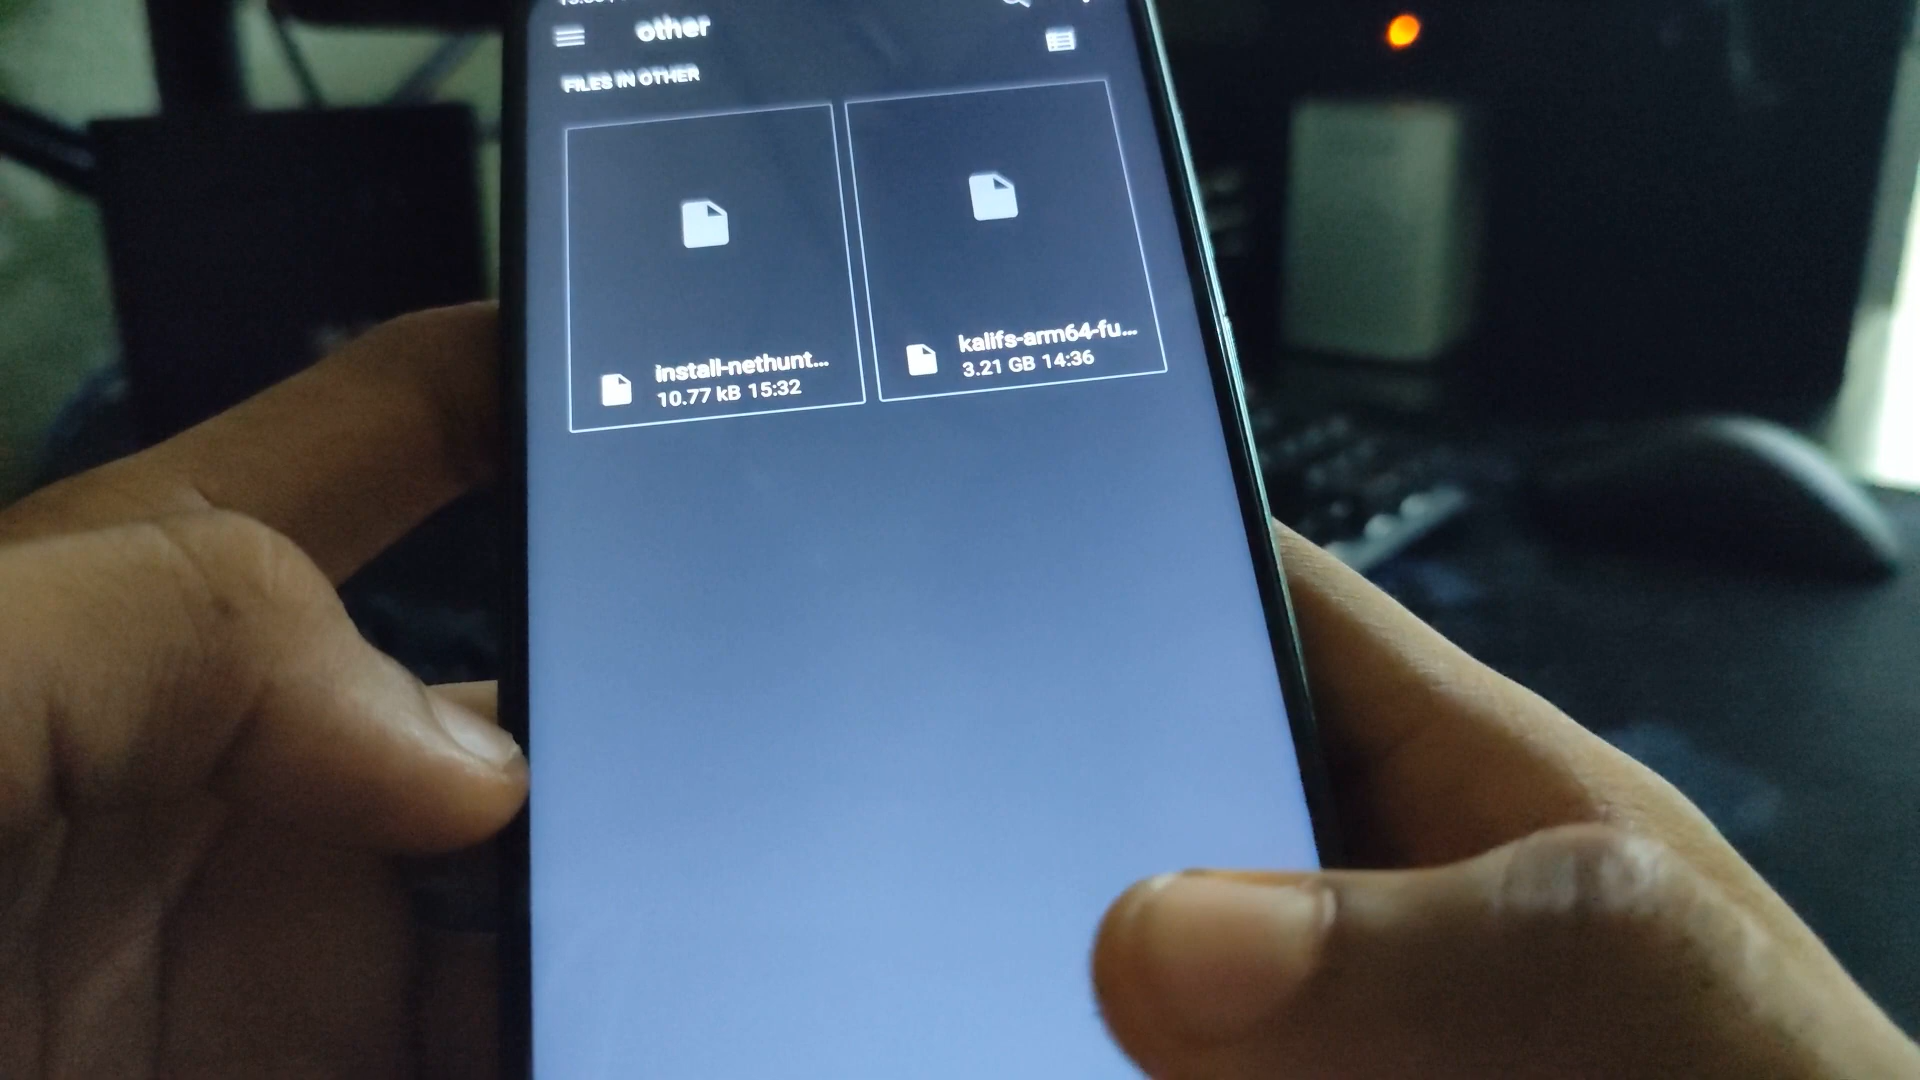 other
FILES IN OTHER
install-nethunt...
10.77 kB 15:32
kalifs-arm64-fu...
3.21 GB 14:36